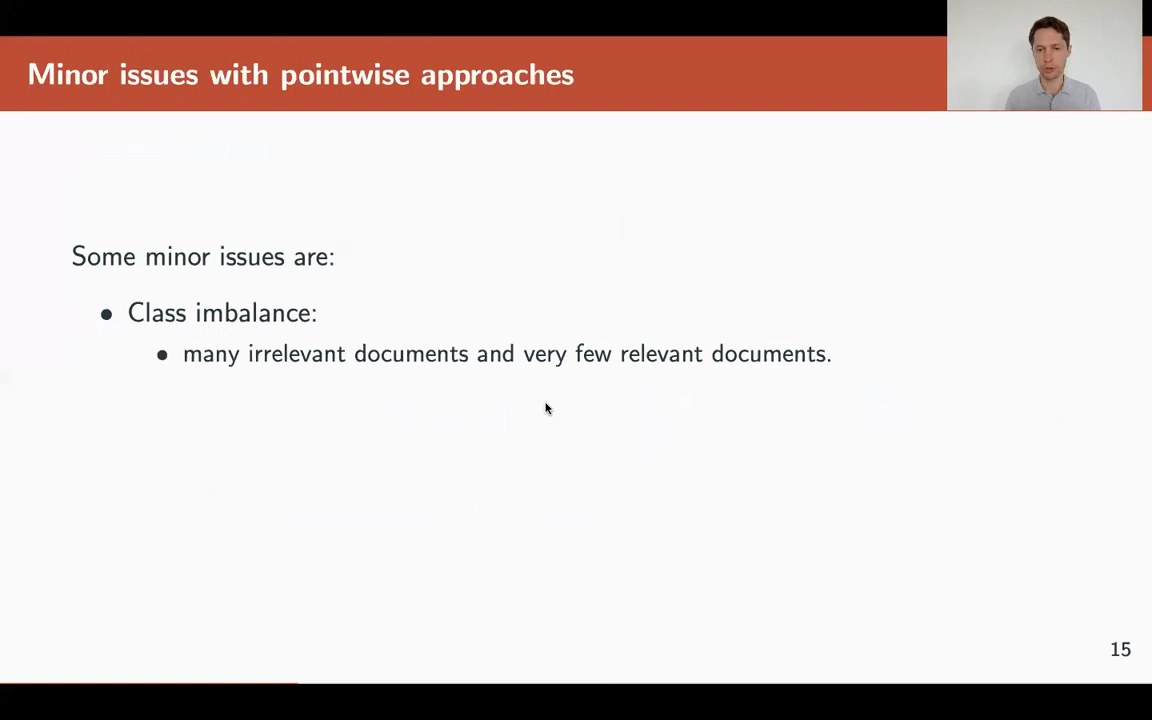 Minor issues with pointwise approaches
Some minor issues are:
• Class imbalance:
• many irrelevant documents and very few relevant documents.
15